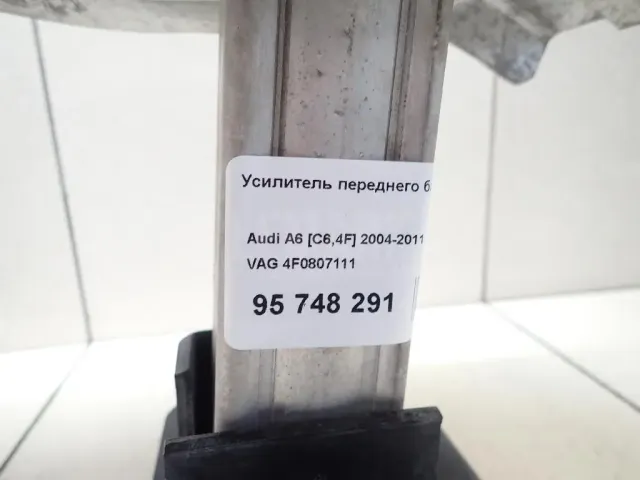 Усилитель переднего б
Audi A6 [C6,4F] 2004-2011
VAG 4F0807111
95 748 291